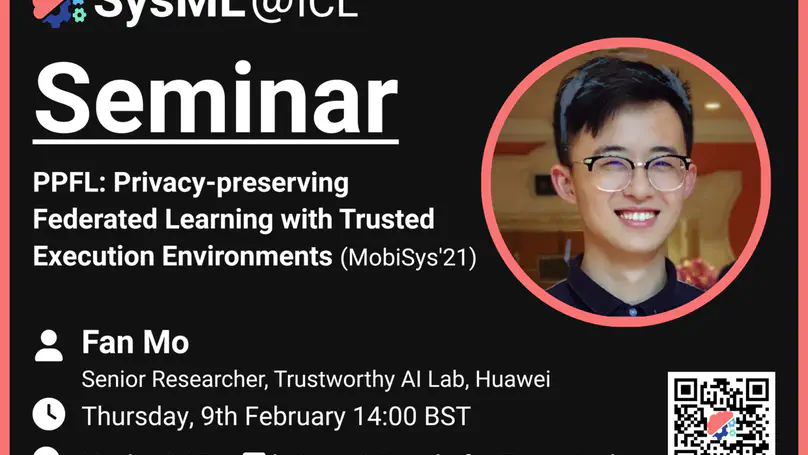 SysML@ICL
Seminar
PPFL: Privacy-preserving
Federated Learning with Trusted
Execution Environments (MobiSys'21)
Fan Mo
Senior Researcher, Trustworthy AI Lab, Huawei
Thursday, 9th February 14:00 BST